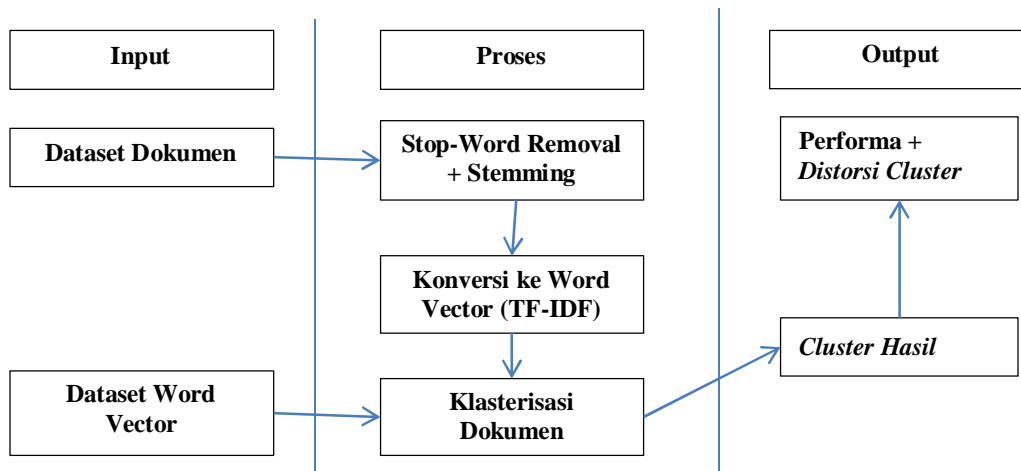 Input
Proses
Output
Dataset Dokumen
Stop-Word Removal
+ Stemming
Performa +
Distorsi Cluster
Konversi ke Word
Vector (TF-IDF)
Cluster Hasil
Dataset Word
Vector
Klasterisasi
Dokumen